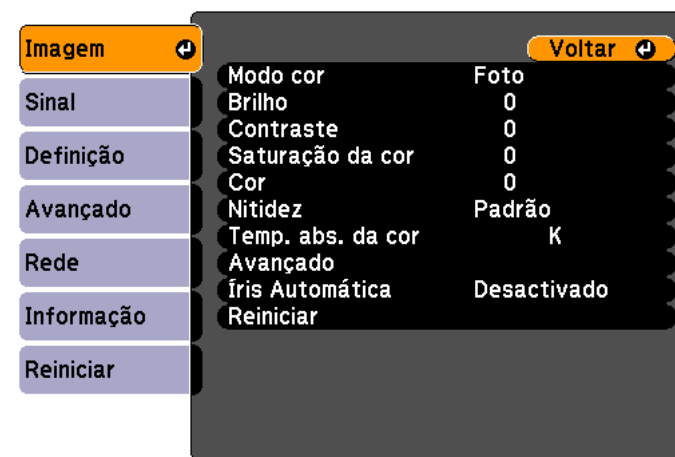 Imagem
Sinal
Definição
Avançado
Rede
Informação
Reiniciar
Voltar
Modo cor Foto
Brilho 0
Contraste 0
Saturação da cor 0
Cor 0
Nitidez Padrão
Temp. abs. da cor K
Avançado
Íris Automática Desactivado
Reiniciar